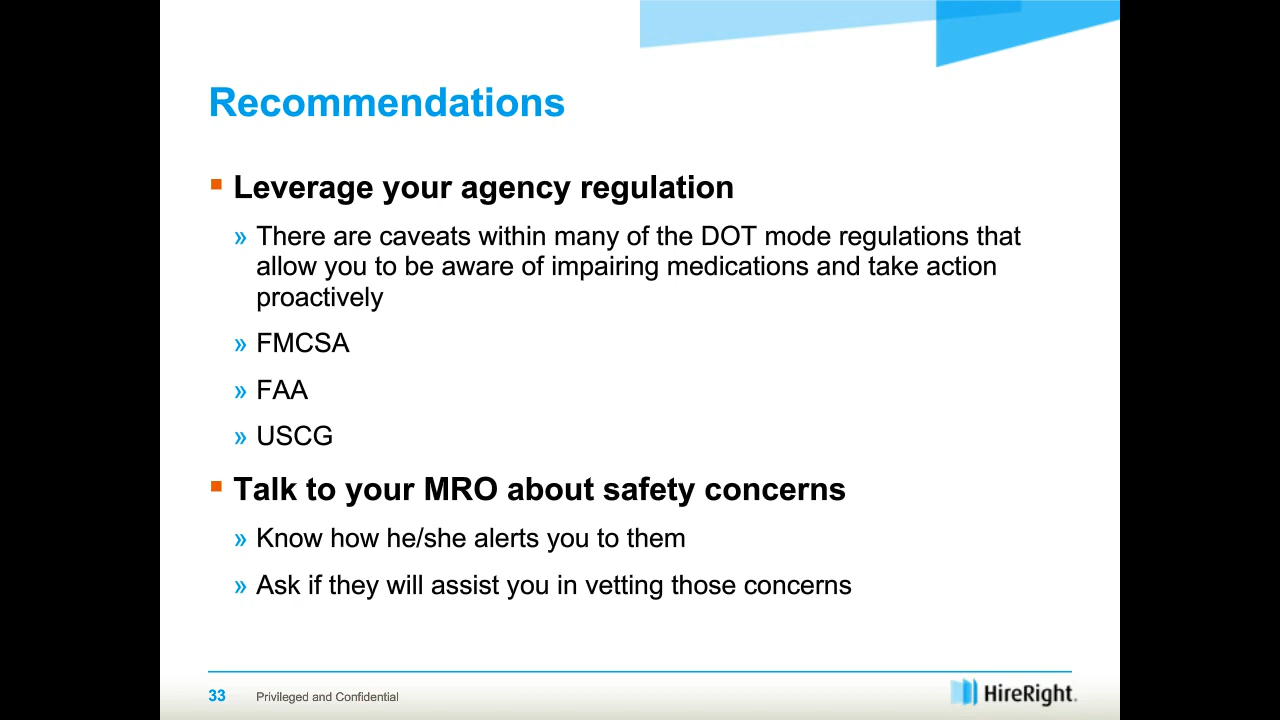 Recommendations
▪ Leverage your agency regulation
» There are caveats within many of the DOT mode regulations that
allow you to be aware of impairing medications and take action
proactively
» FMCSA
» FAA
» USCG
▪ Talk to your MRO about safety concerns
» Know how he/she alerts you to them
» Ask if they will assist you in vetting those concerns
33 Privileged and Confidential
HireRight.